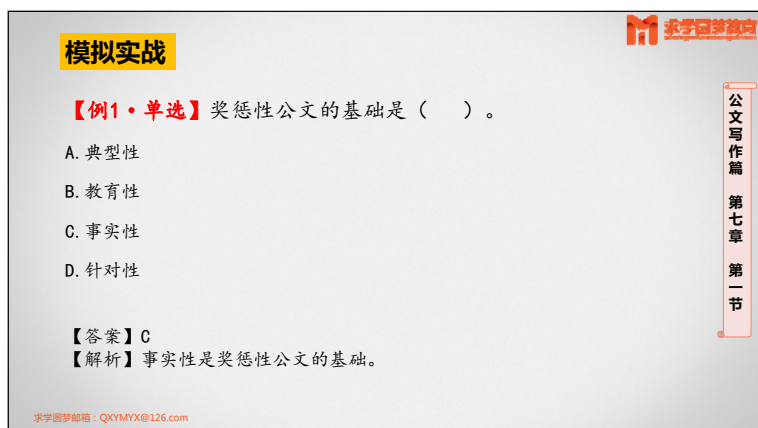 求学圆梦教育
模拟实战
【例1·单选】奖惩性公文的基础是（ ）。
A.典型性
B.教育性
C.事实性
D.针对性
【答案】C
【解析】事实性是奖惩性公文的基础。
公文写作篇 第七章 第一节
求学圆梦邮箱：QXYMYX@126.com